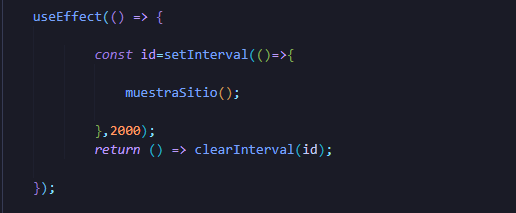 useEffect(() => {
const id=setInterval(()=>{
muestraSitio();
},2000);
return () => clearInterval(id);
});